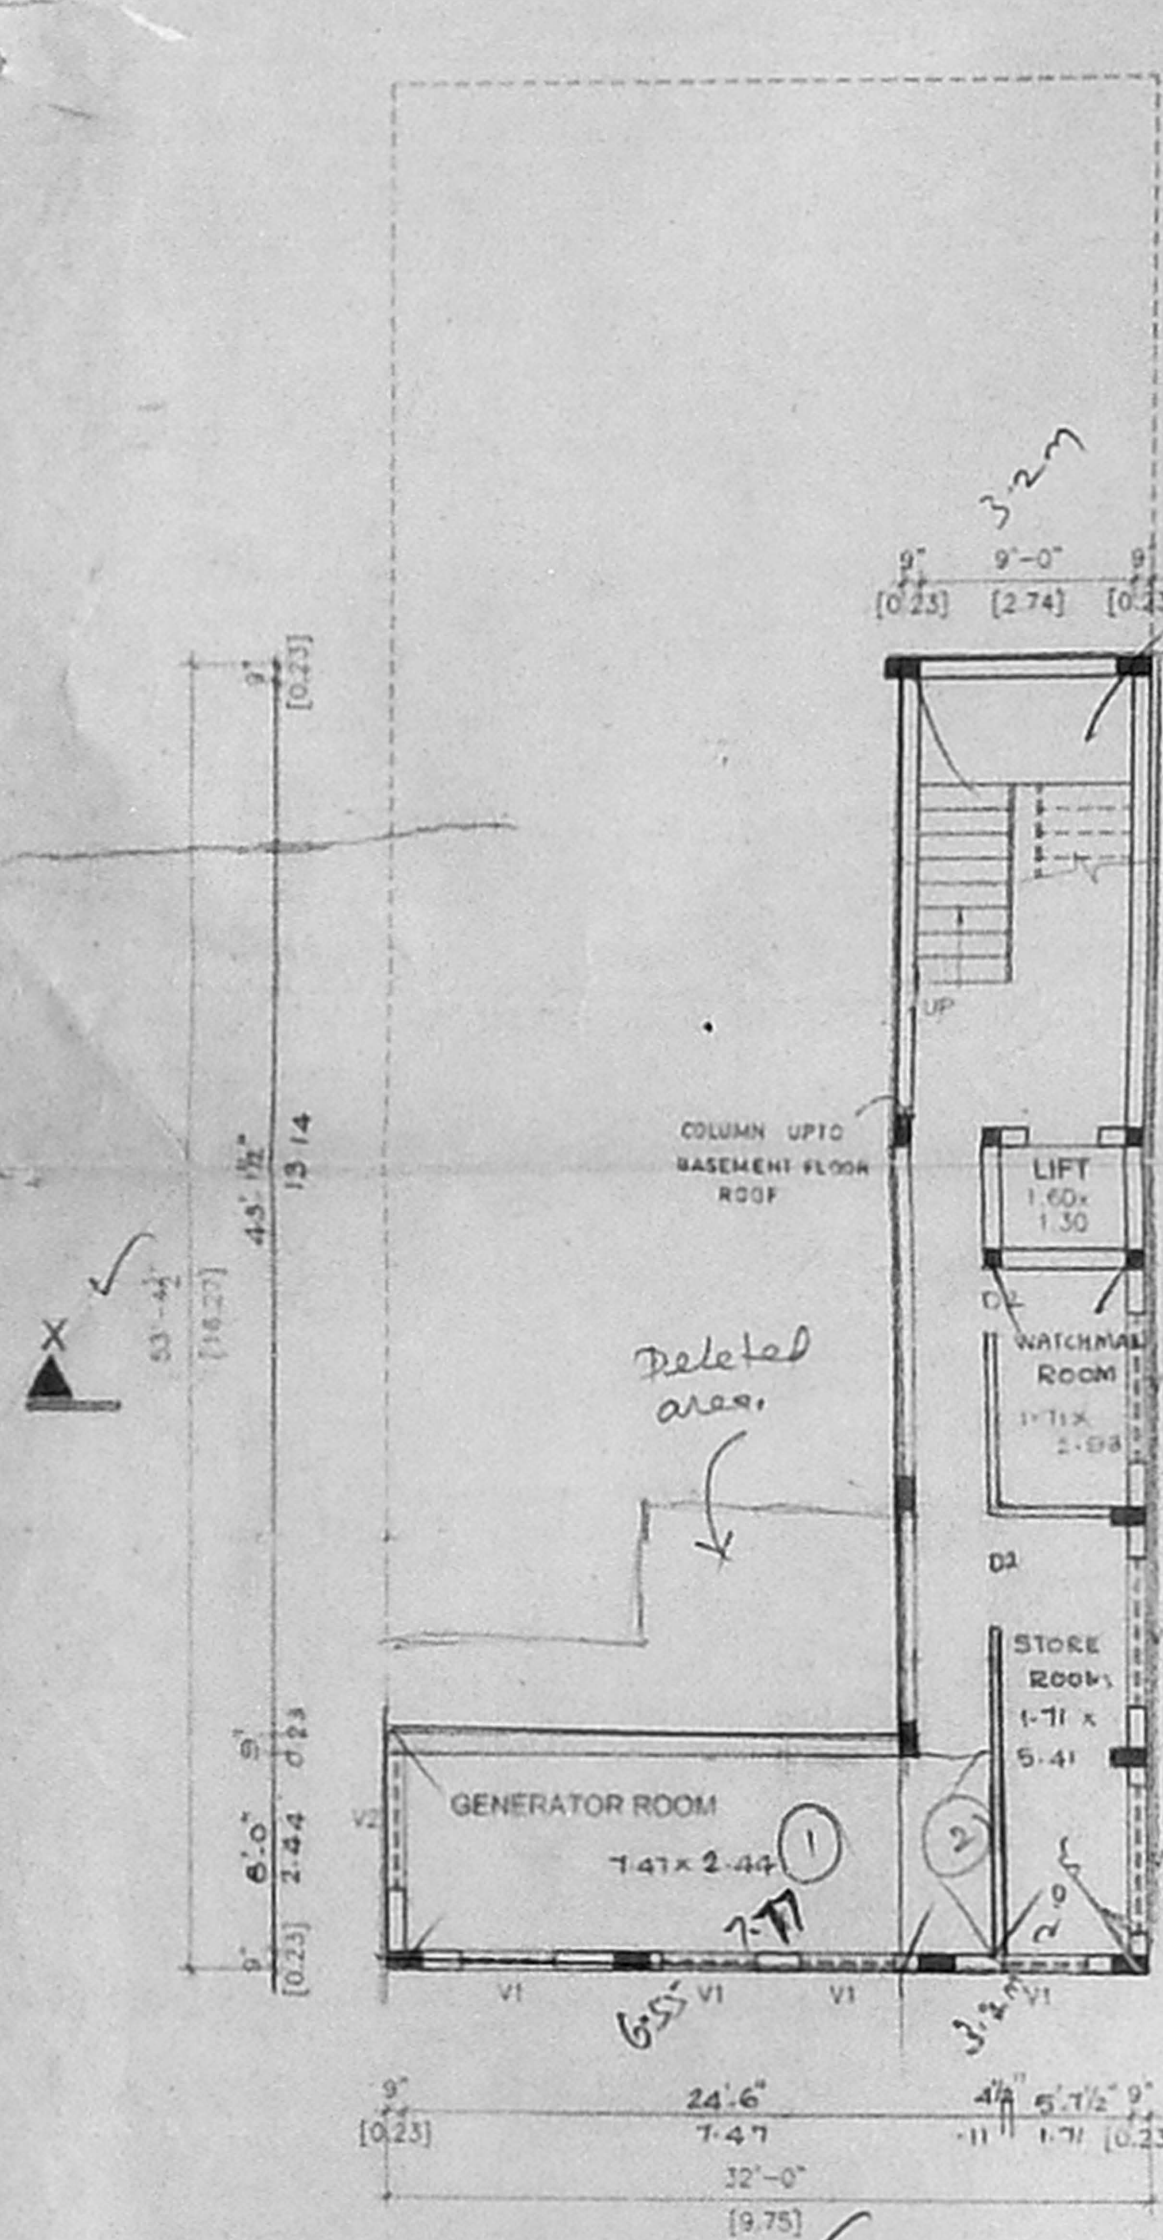 3.2 m
9" 9'-0" 9
[0.23] [2.74] [0.23
9"
[0.23]
UP
COLUMN UPTO
BASEMENT FLOOR
ROOF
LIFT
1.60x
1.30
43'-1½"
13 14
53'-4½"
[16.27]
X
D2
WATCHMAN
ROOM
1.71x
Deleted
area.
D2
STORE
ROOM
1.71 x
5.41
9"
0.23
8'.0"
2.44
9"
[0.23]
V2
GENERATOR ROOM
7.47 x 2.44
1
2
7.77
V1 V1 V1 V1
6.55
3.2 m
9" 24'.6" 4½" 5'.7½" 9"
[0.23] 7.47 .11 1.71 [0.23
32'-0"
[9.75]